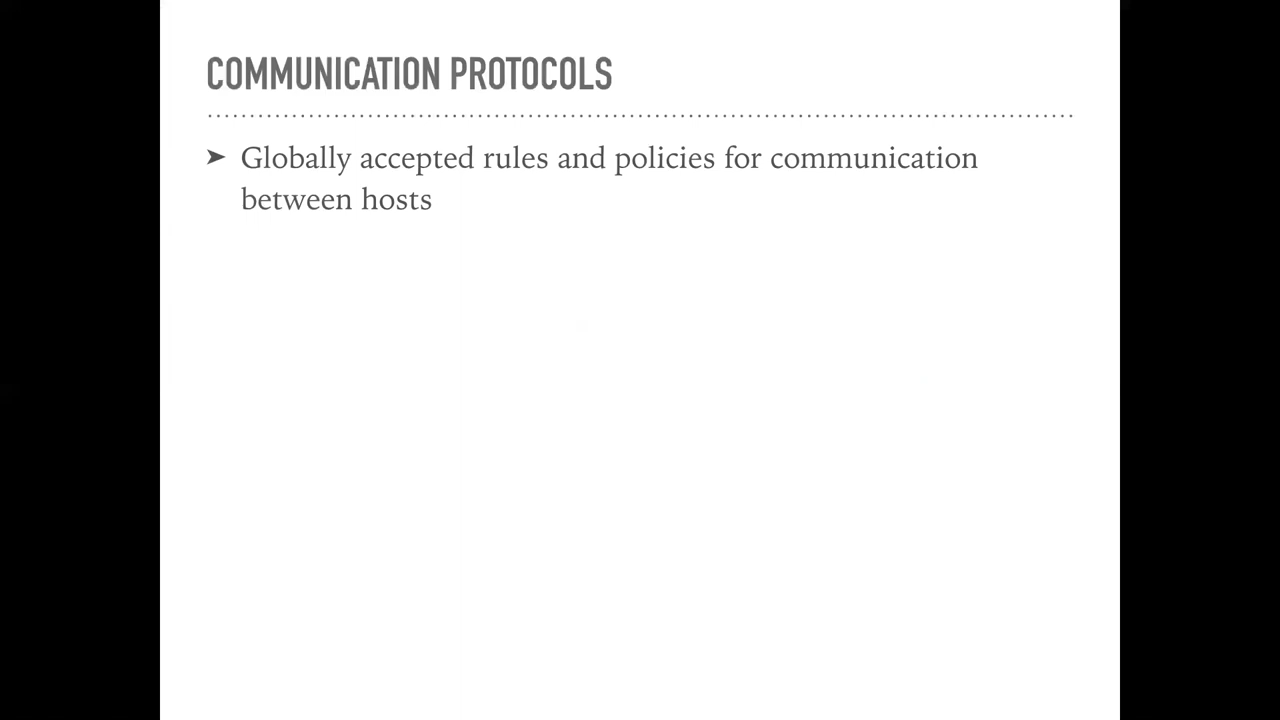 COMMUNICATION PROTOCOLS
➤ Globally accepted rules and policies for communication
between hosts